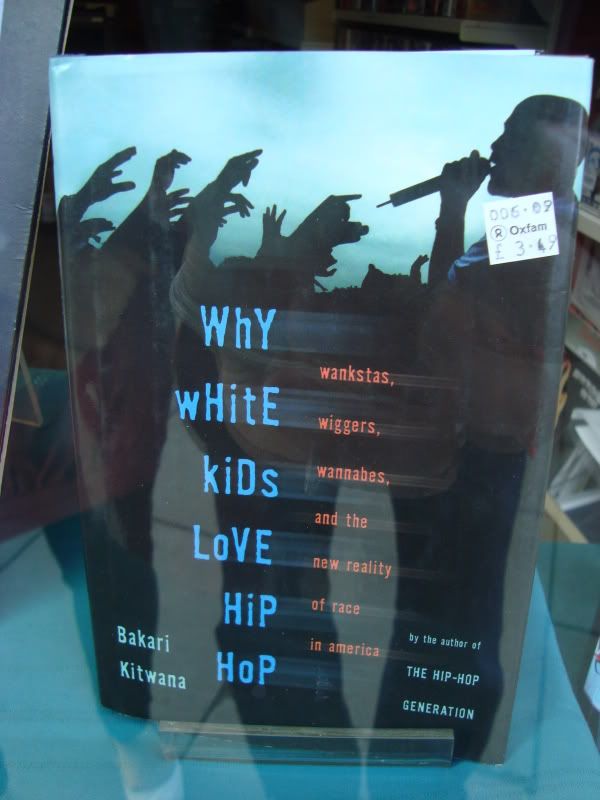 006·09
® Oxfam
£ 3·49
WhY
wHitE
kiDs
LoVE
HiP
HoP
wankstas,
wiggers,
wannabes,
and the
new reality
of race
in america
Bakari
Kitwana
by the author of
THE HIP-HOP
GENERATION